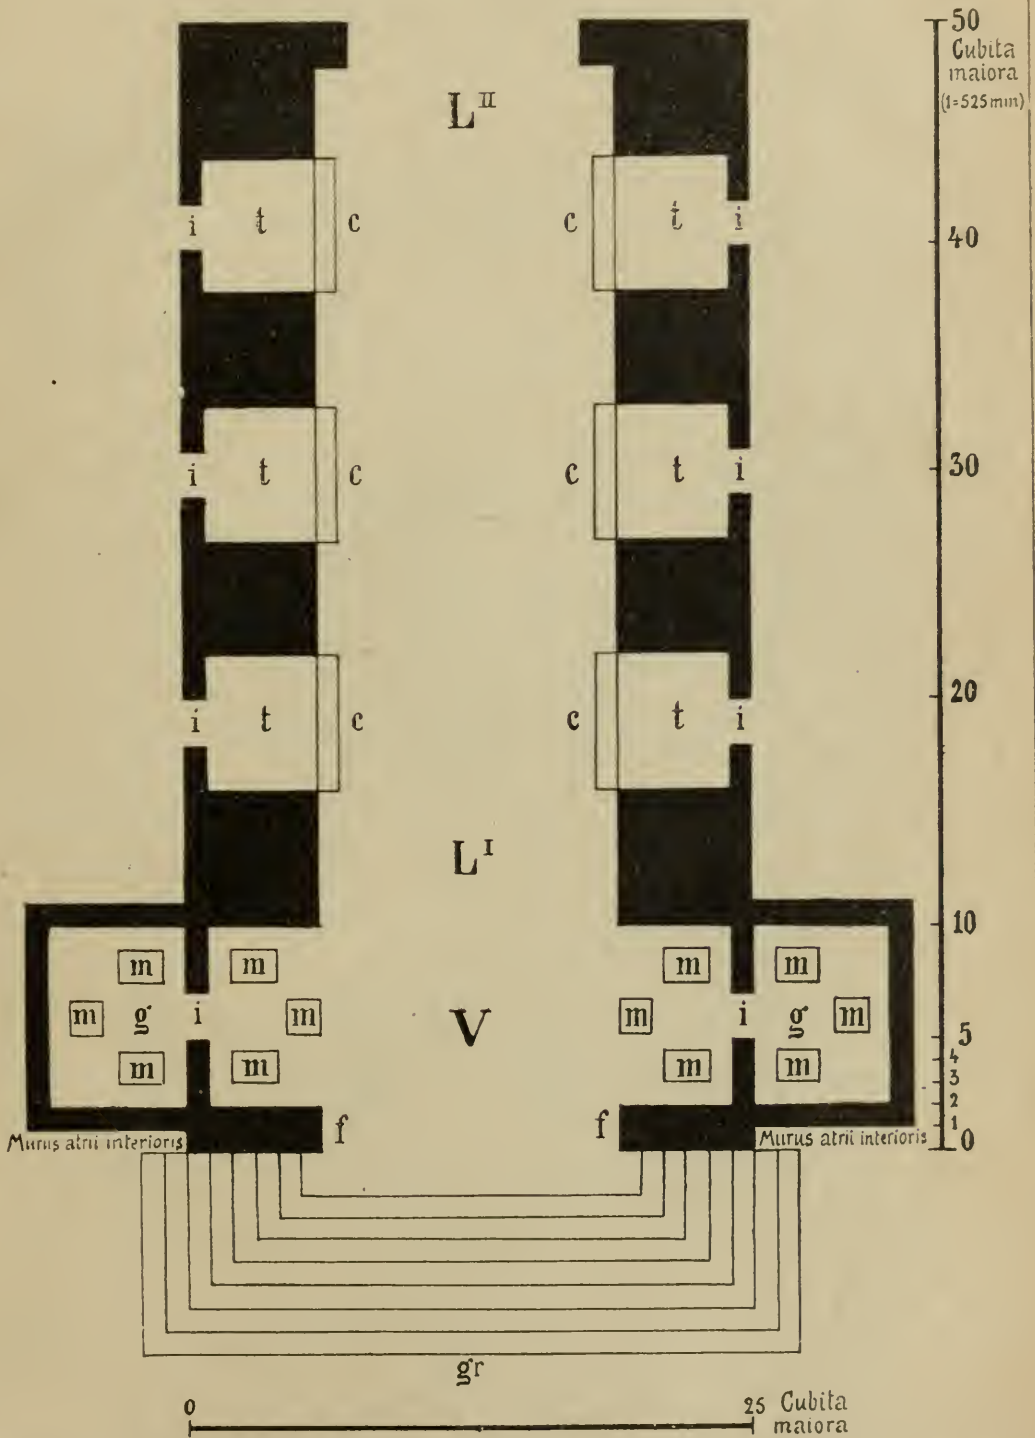 50
Cubita
maiora
(1=525 mm)
L II
i t c c t i
40
i t c c t i
30
i t c c t i
20
L I
10
m m m m
m g i m V m i g m
5
m m m m
4
3
2
f f
1
Murus atrii interioris Murus atrii interioris 0
gr
0 25 Cubita
maiora